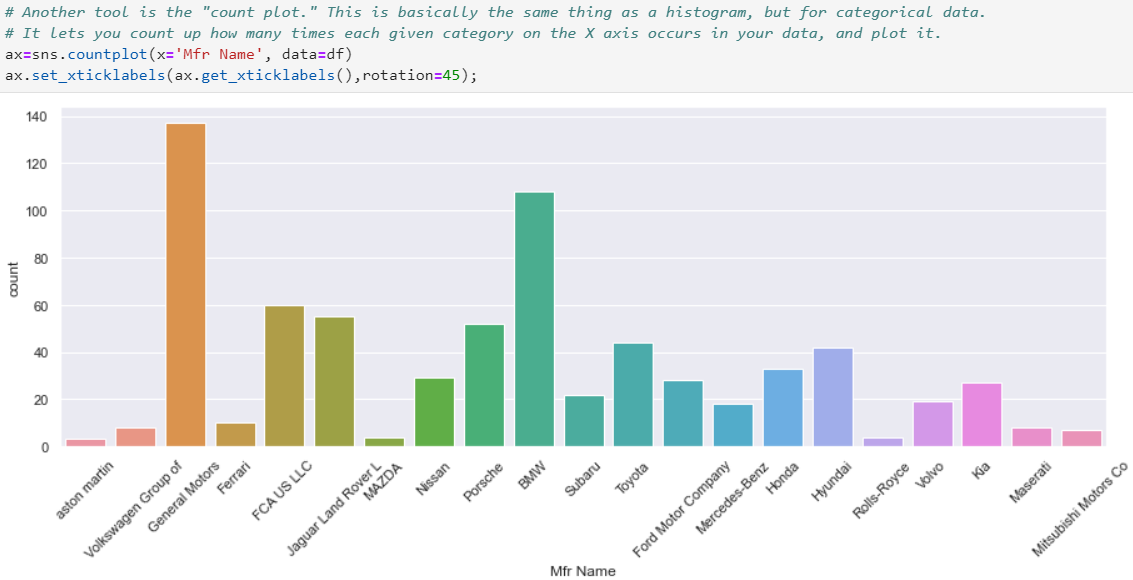 # Another tool is the "count plot." This is basically the same thing as a histogram, but for categorical data.
# It lets you count up how many times each given category on the X axis occurs in your data, and plot it.
ax=sns.countplot(x='Mfr Name', data=df)
ax.set_xticklabels(ax.get_xticklabels(),rotation=45);
140
120
100
80
60
40
20
0
count
aston martin
Volkswagen Group of
General Motors
Ferrari
FCA US LLC
Jaguar Land Rover L
MAZDA
Nissan
Porsche
BMW
Subaru
Toyota
Ford Motor Company
Mercedes-Benz
Honda
Hyundai
Rolls-Royce
Volvo
Kia
Maserati
Mitsubishi Motors Co
Mfr Name